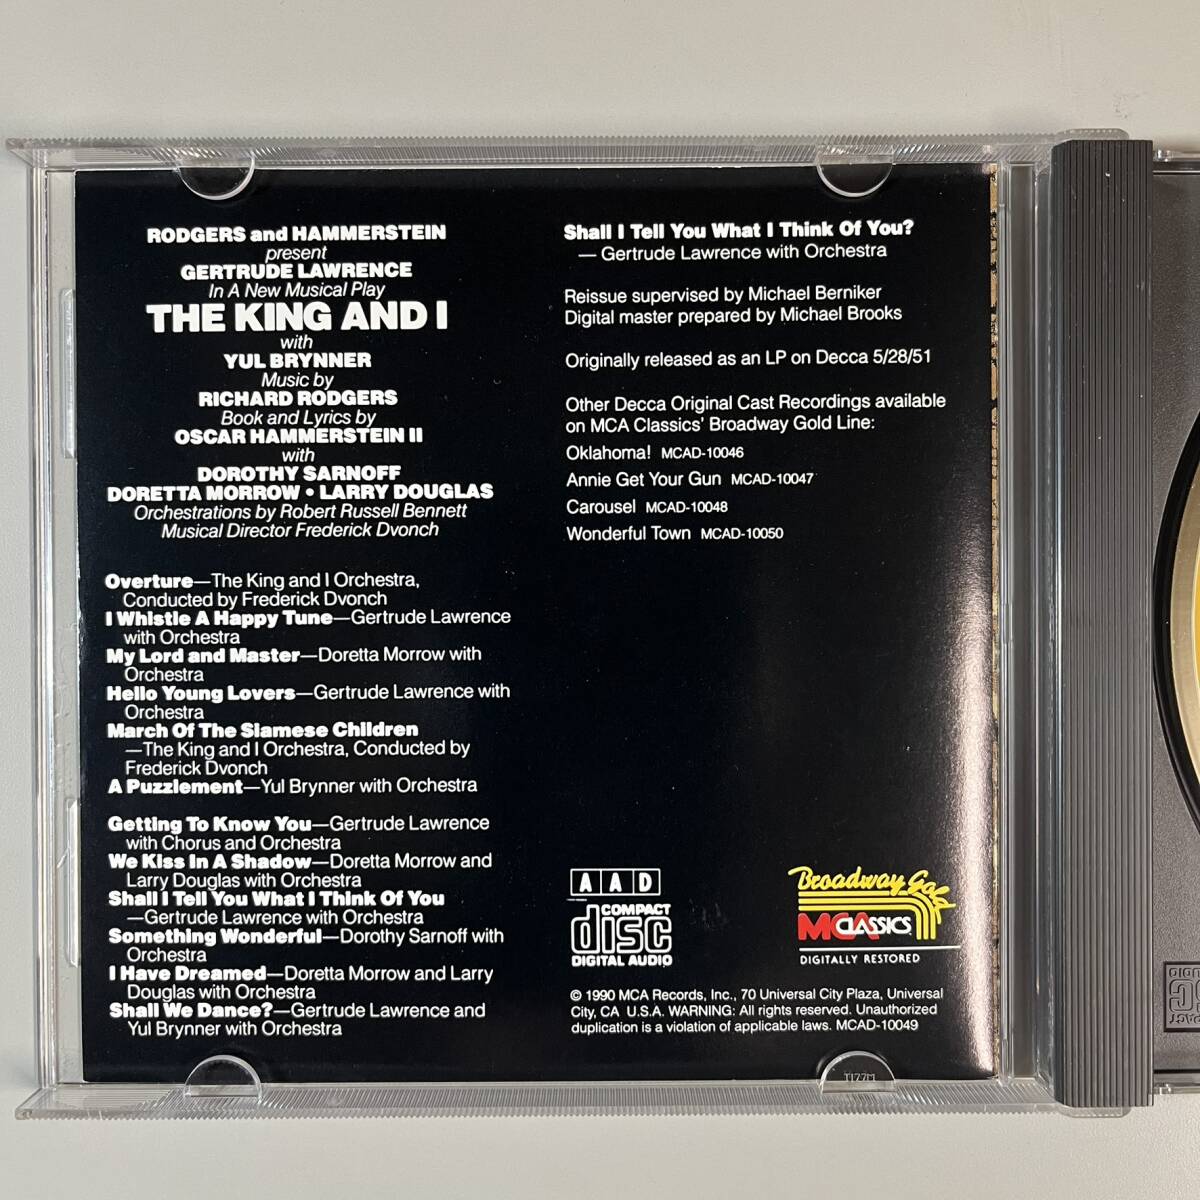 RODGERS and HAMMERSTEIN
present
GERTRUDE LAWRENCE
In A New Musical Play
THE KING AND I
with
YUL BRYNNER
Music by
RICHARD RODGERS
Book and Lyrics by
OSCAR HAMMERSTEIN II
with
DOROTHY SARNOFF
DORETTA MORROW • LARRY DOUGLAS
Orchestrations by Robert Russell Bennett
Musical Director Frederick Dvonch
Overture—The King and I Orchestra,
Conducted by Frederick Dvonch
I Whistle A Happy Tune—Gertrude Lawrence
with Orchestra
My Lord and Master—Doretta Morrow with
Orchestra
Hello Young Lovers—Gertrude Lawrence with
Orchestra
March Of The Siamese Children
—The King and I Orchestra, Conducted by
Frederick Dvonch
A Puzzlement—Yul Brynner with Orchestra
Getting To Know You—Gertrude Lawrence
with Chorus and Orchestra
We Kiss In A Shadow—Doretta Morrow and
Larry Douglas with Orchestra
Shall I Tell You What I Think Of You
—Gertrude Lawrence with Orchestra
Something Wonderful—Dorothy Sarnoff with
Orchestra
I Have Dreamed—Doretta Morrow and Larry
Douglas with Orchestra
Shall We Dance?—Gertrude Lawrence and
Yul Brynner with Orchestra
Shall I Tell You What I Think Of You?
— Gertrude Lawrence with Orchestra
Reissue supervised by Michael Berniker
Digital master prepared by Michael Brooks
Originally released as an LP on Decca 5/28/51
Other Decca Original Cast Recordings available
on MCA Classics' Broadway Gold Line:
Oklahoma! MCAD-10046
Annie Get Your Gun MCAD-10047
Carousel MCAD-10048
Wonderful Town MCAD-10050
AAD
COMPACT
disc
DIGITAL AUDIO
Broadway Gold
MCA CLASSICS
DIGITALLY RESTORED
© 1990 MCA Records, Inc., 70 Universal City Plaza, Universal
City, CA U.S.A. WARNING: All rights reserved. Unauthorized
duplication is a violation of applicable laws. MCAD-10049